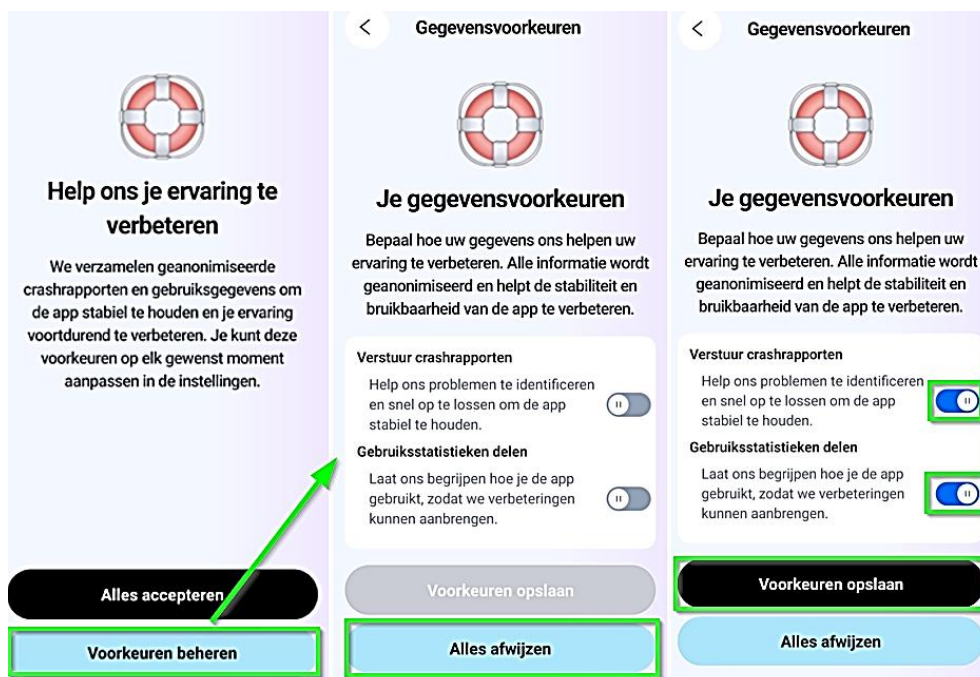 Help ons je ervaring te
verbeteren
We verzamelen geanonimiseerde
crashrapporten en gebruiksgegevens om
de app stabiel te houden en je ervaring
voortdurend te verbeteren. Je kunt deze
voorkeuren op elk gewenst moment
aanpassen in de instellingen.
Alles accepteren
Voorkeuren beheren
Gegevensvoorkeuren
Je gegevensvoorkeuren
Bepaal hoe uw gegevens ons helpen uw
ervaring te verbeteren. Alle informatie wordt
geanonimiseerd en helpt de stabiliteit en
bruikbaarheid van de app te verbeteren.
Verstuur crashrapporten
Help ons problemen te identificeren
en snel op te lossen om de app
stabiel te houden.
Gebruiksstatistieken delen
Laat ons begrijpen hoe je de app
gebruikt, zodat we verbeteringen
kunnen aanbrengen.
Voorkeuren opslaan
Alles afwijzen
Gegevensvoorkeuren
Je gegevensvoorkeuren
Bepaal hoe uw gegevens ons helpen uw
ervaring te verbeteren. Alle informatie wordt
geanonimiseerd en helpt de stabiliteit en
bruikbaarheid van de app te verbeteren.
Verstuur crashrapporten
Help ons problemen te identificeren
en snel op te lossen om de app
stabiel te houden.
Gebruiksstatistieken delen
Laat ons begrijpen hoe je de app
gebruikt, zodat we verbeteringen
kunnen aanbrengen.
Voorkeuren opslaan
Alles afwijzen